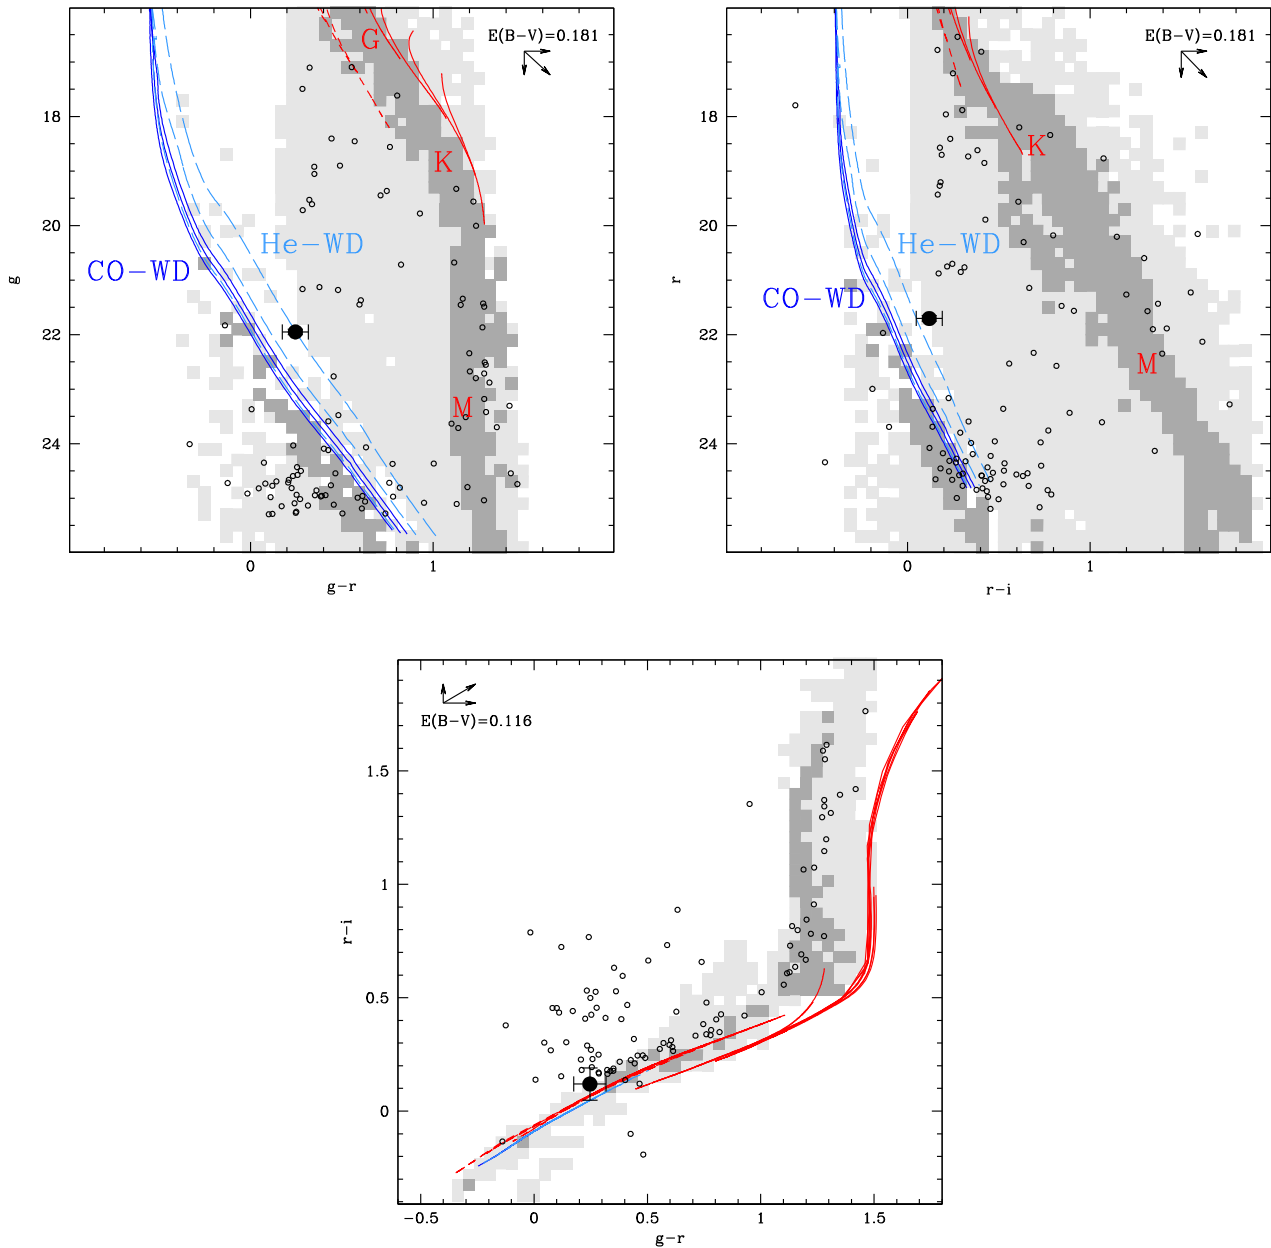 E(B-V)=0.181
G
K
He-WD
CO-WD
M
18
20
22
24
g
0
1
g-r
E(B-V)=0.181
K
He-WD
CO-WD
M
18
20
22
24
r
0
1
r-i
E(B-V)=0.116
1.5
1
0.5
0
r-i
-0.5
0
0.5
1
1.5
g-r